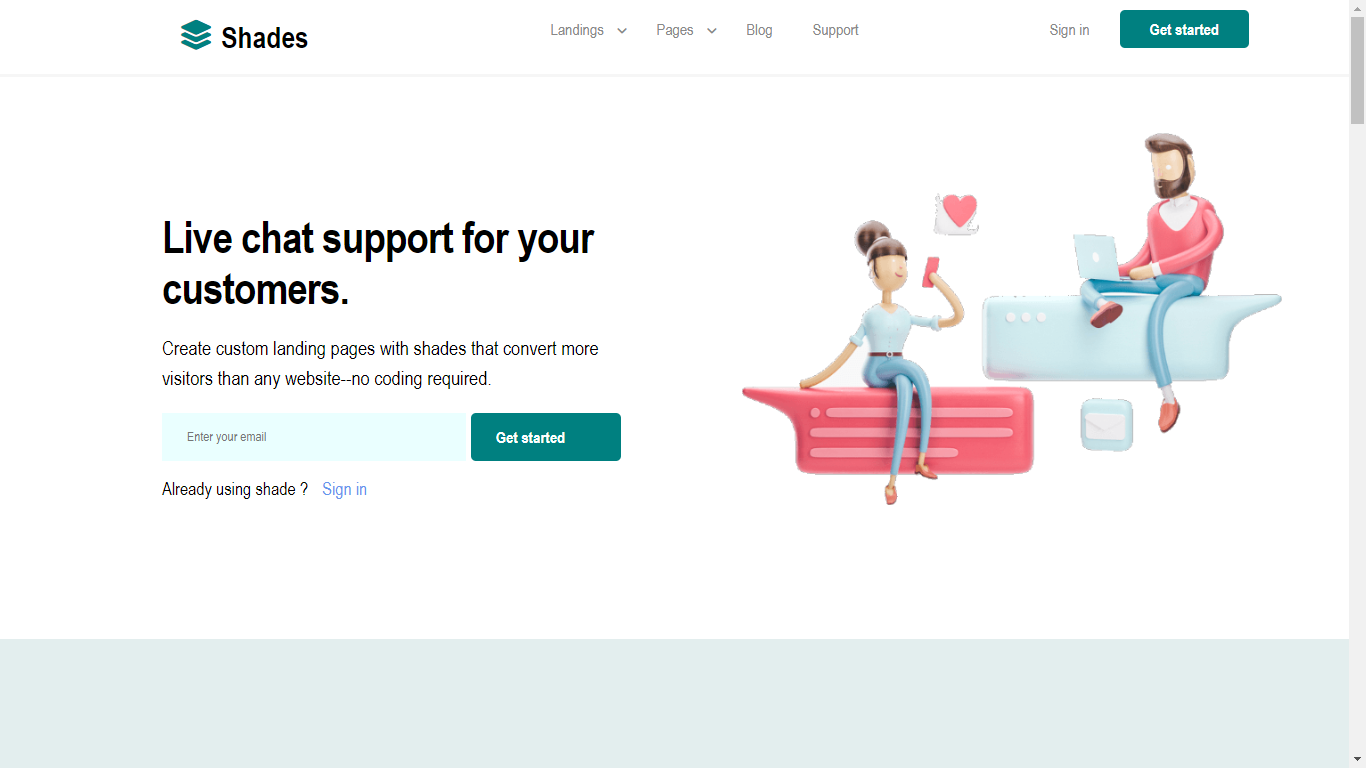 Shades
Landings
Pages
Blog
Support
Sign in
Get started
Live chat support for your
customers.
Create custom landing pages with shades that convert more
visitors than any website--no coding required.
Enter your email
Get started
Already using shade ? Sign in